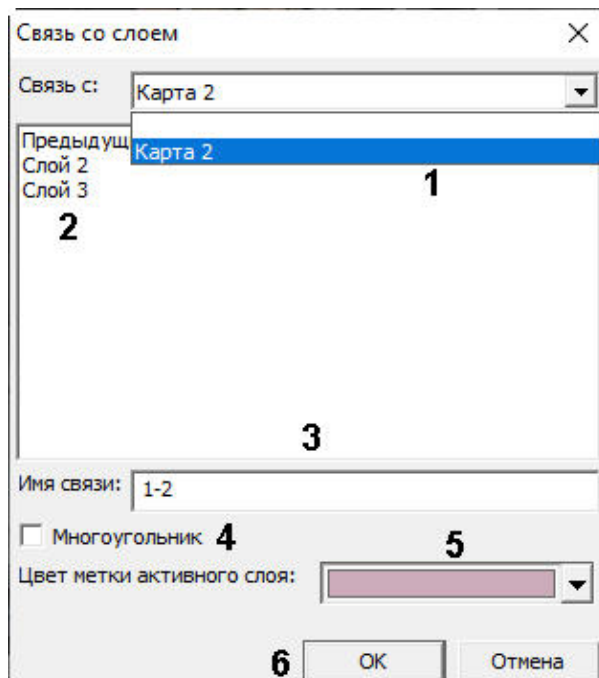 Связь со слоем
Связь с:
Карта 2
Карта 2
1
Предыдущ
Слой 2
Слой 3
2
3
Имя связи:
1-2
Многоугольник
4
5
Цвет метки активного слоя:
6
OK
Отмена